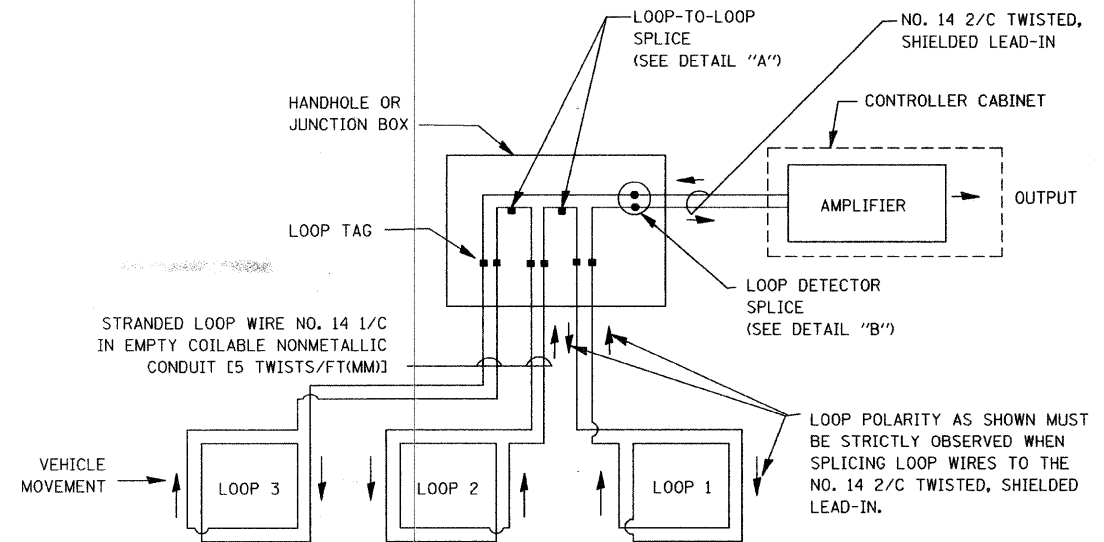 LOOP-TO-LOOP
SPLICE
(SEE DETAIL "A")
NO. 14 2/C TWISTED,
SHIELDED LEAD-IN
HANDHOLE OR
JUNCTION BOX
CONTROLLER CABINET
AMPLIFIER
OUTPUT
LOOP TAG
LOOP DETECTOR
SPLICE
(SEE DETAIL "B")
STRANDED LOOP WIRE NO. 14 1/C
IN EMPTY COILABLE NONMETALLIC
CONDUIT [5 TWISTS/FT(MM)]
LOOP POLARITY AS SHOWN MUST
BE STRICTLY OBSERVED WHEN
SPLICING LOOP WIRES TO THE
NO. 14 2/C TWISTED, SHIELDED
LEAD-IN.
VEHICLE
MOVEMENT
LOOP 3
LOOP 2
LOOP 1